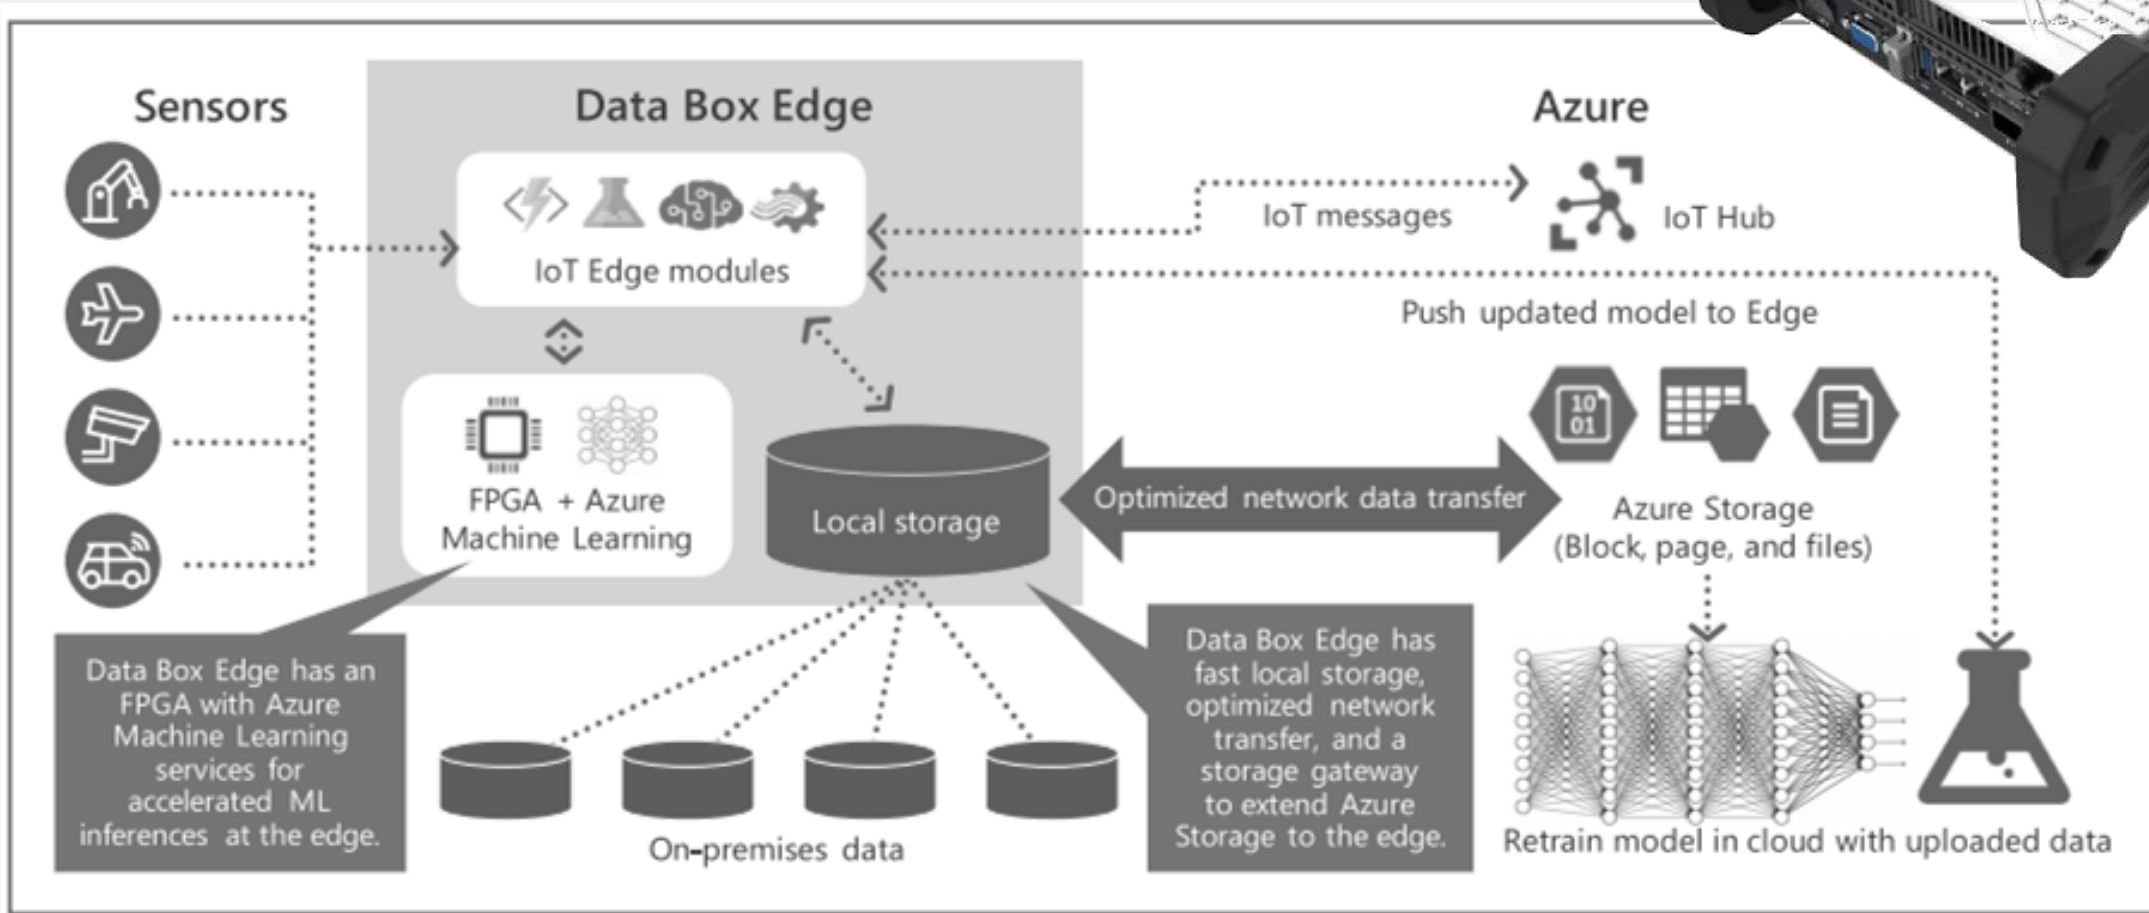 Sensors
Data Box Edge
Azure
IoT Edge modules
IoT messages
IoT Hub
Push updated model to Edge
10
01
FPGA + Azure
Machine Learning
Local storage
Optimized network data transfer
Azure Storage
(Block, page, and files)
Data Box Edge has an
FPGA with Azure
Machine Learning
services for
accelerated ML
inferences at the edge.
On-premises data
Data Box Edge has
fast local storage,
optimized network
transfer, and a
storage gateway
to extend Azure
Storage to the edge.
Retrain model in cloud with uploaded data